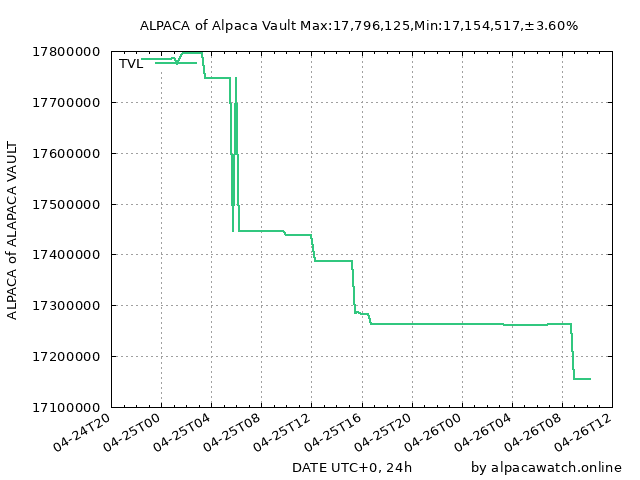 ALPACA of Alpaca Vault Max:17,796,125,Min:17,154,517,±3.60%
17800000
TVL
17700000
17600000
17500000
17400000
17300000
17200000
17100000
ALPACA of ALAPACA VAULT
04-24T20
04-25T00
04-25T04
04-25T08
04-25T12
04-25T16
04-25T20
04-26T00
04-26T04
04-26T08
04-26T12
DATE UTC+0, 24h
by alpacawatch.online